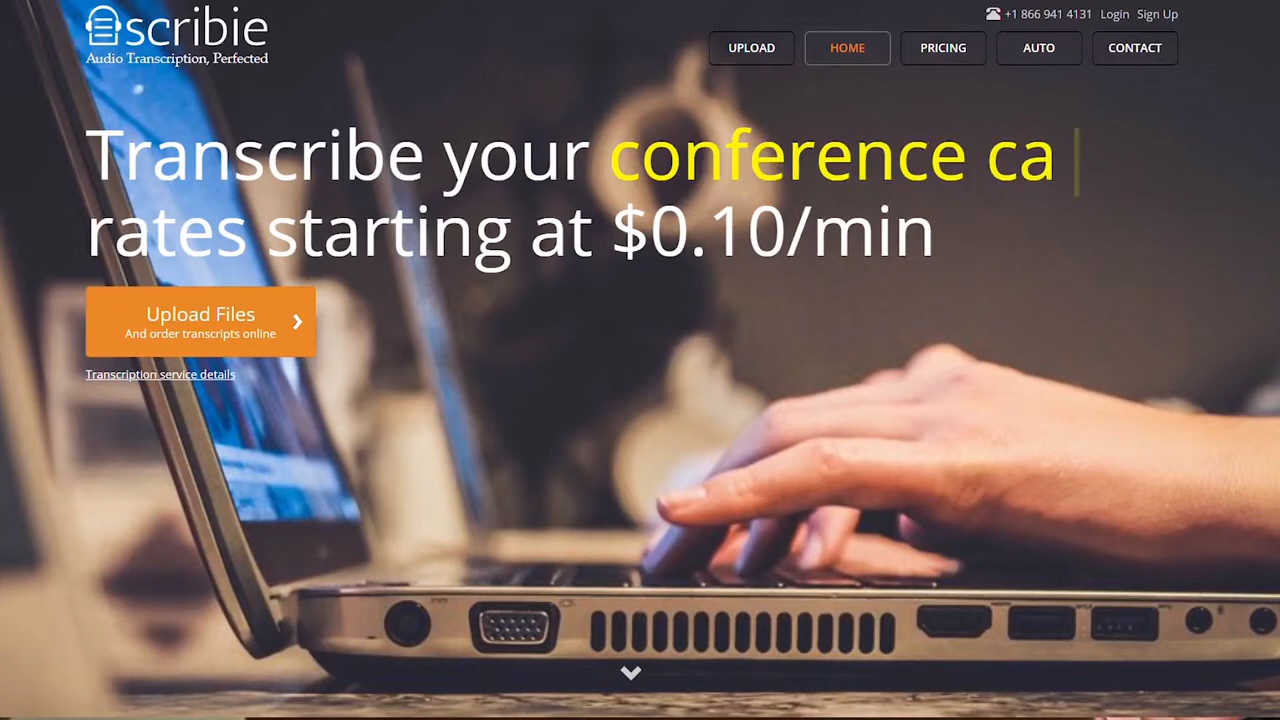 scribie
Audio Transcription, Perfected
+1 866 941 4131 Login Sign Up
UPLOAD HOME PRICING AUTO CONTACT
Transcribe your conference ca
rates starting at $0.10/min
Upload Files
And order transcripts online
Transcription service details